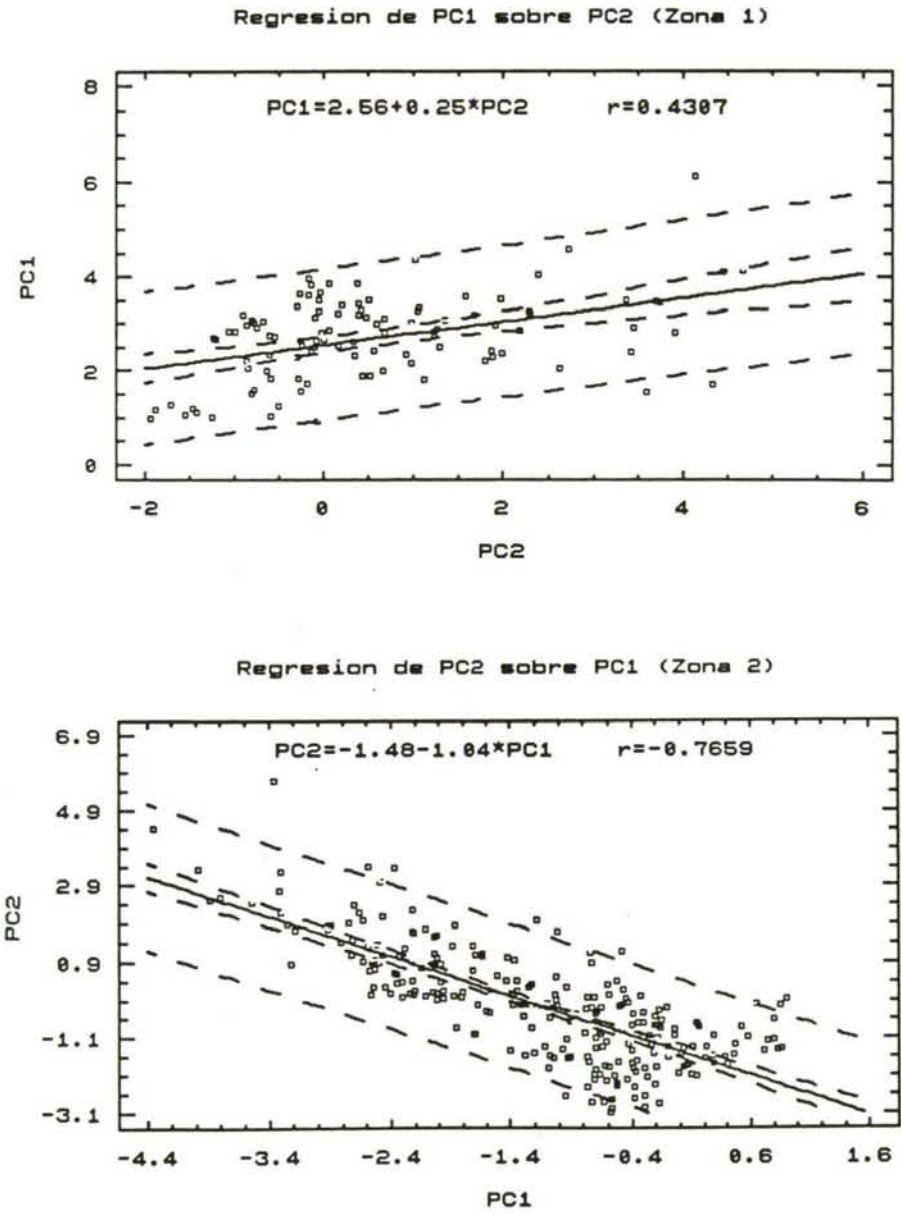 Regresion de PC1 sobre PC2 (Zona 1)
PC1=2.56+0.25*PC2 r=0.4307
8
6
4
2
0
PC1
-2 0 2 4 6
PC2
Regresion de PC2 sobre PC1 (Zona 2)
PC2=-1.48-1.04*PC1 r=-0.7659
6.9
4.9
2.9
0.9
-1.1
-3.1
PC2
-4.4 -3.4 -2.4 -1.4 -0.4 0.6 1.6
PC1